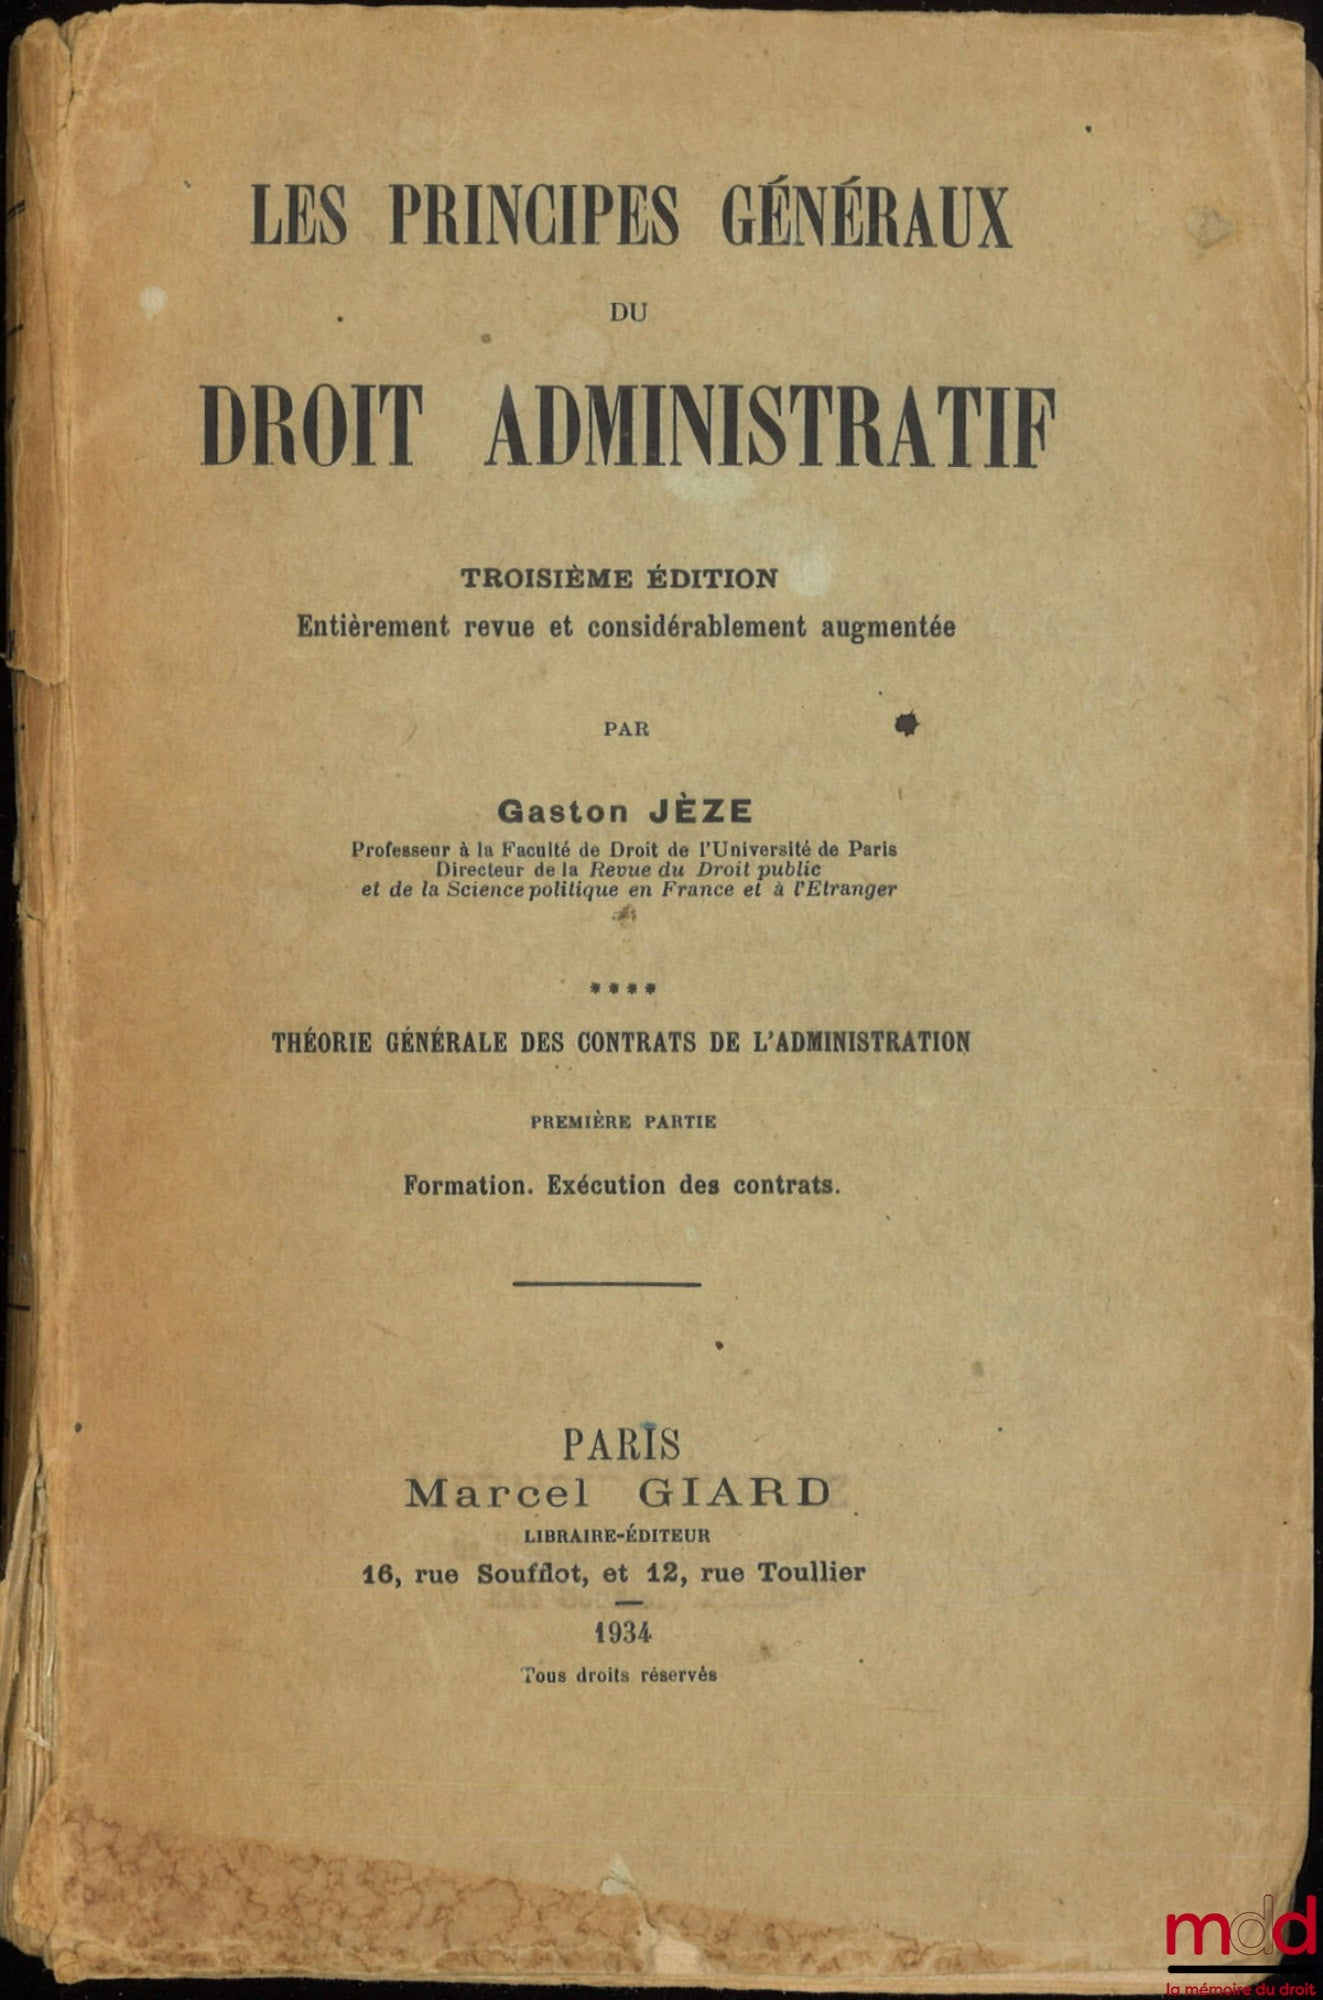 LES PRINCIPES GÉNÉRAUX
DU
DROIT ADMINISTRATIF
TROISIÈME ÉDITION
Entièrement revue et considérablement augmentée
PAR
Gaston JÈZE
Professeur à la Faculté de Droit de l'Université de Paris
Directeur de la Revue du Droit public
et de la Science politique en France et à l'Etranger
****
THÉORIE GÉNÉRALE DES CONTRATS DE L'ADMINISTRATION
PREMIÈRE PARTIE
Formation. Exécution des contrats.
PARIS
Marcel GIARD
LIBRAIRE-ÉDITEUR
16, rue Soufflot, et 12, rue Toullier
1934
Tous droits réservés
mdd
la mémoire du droit